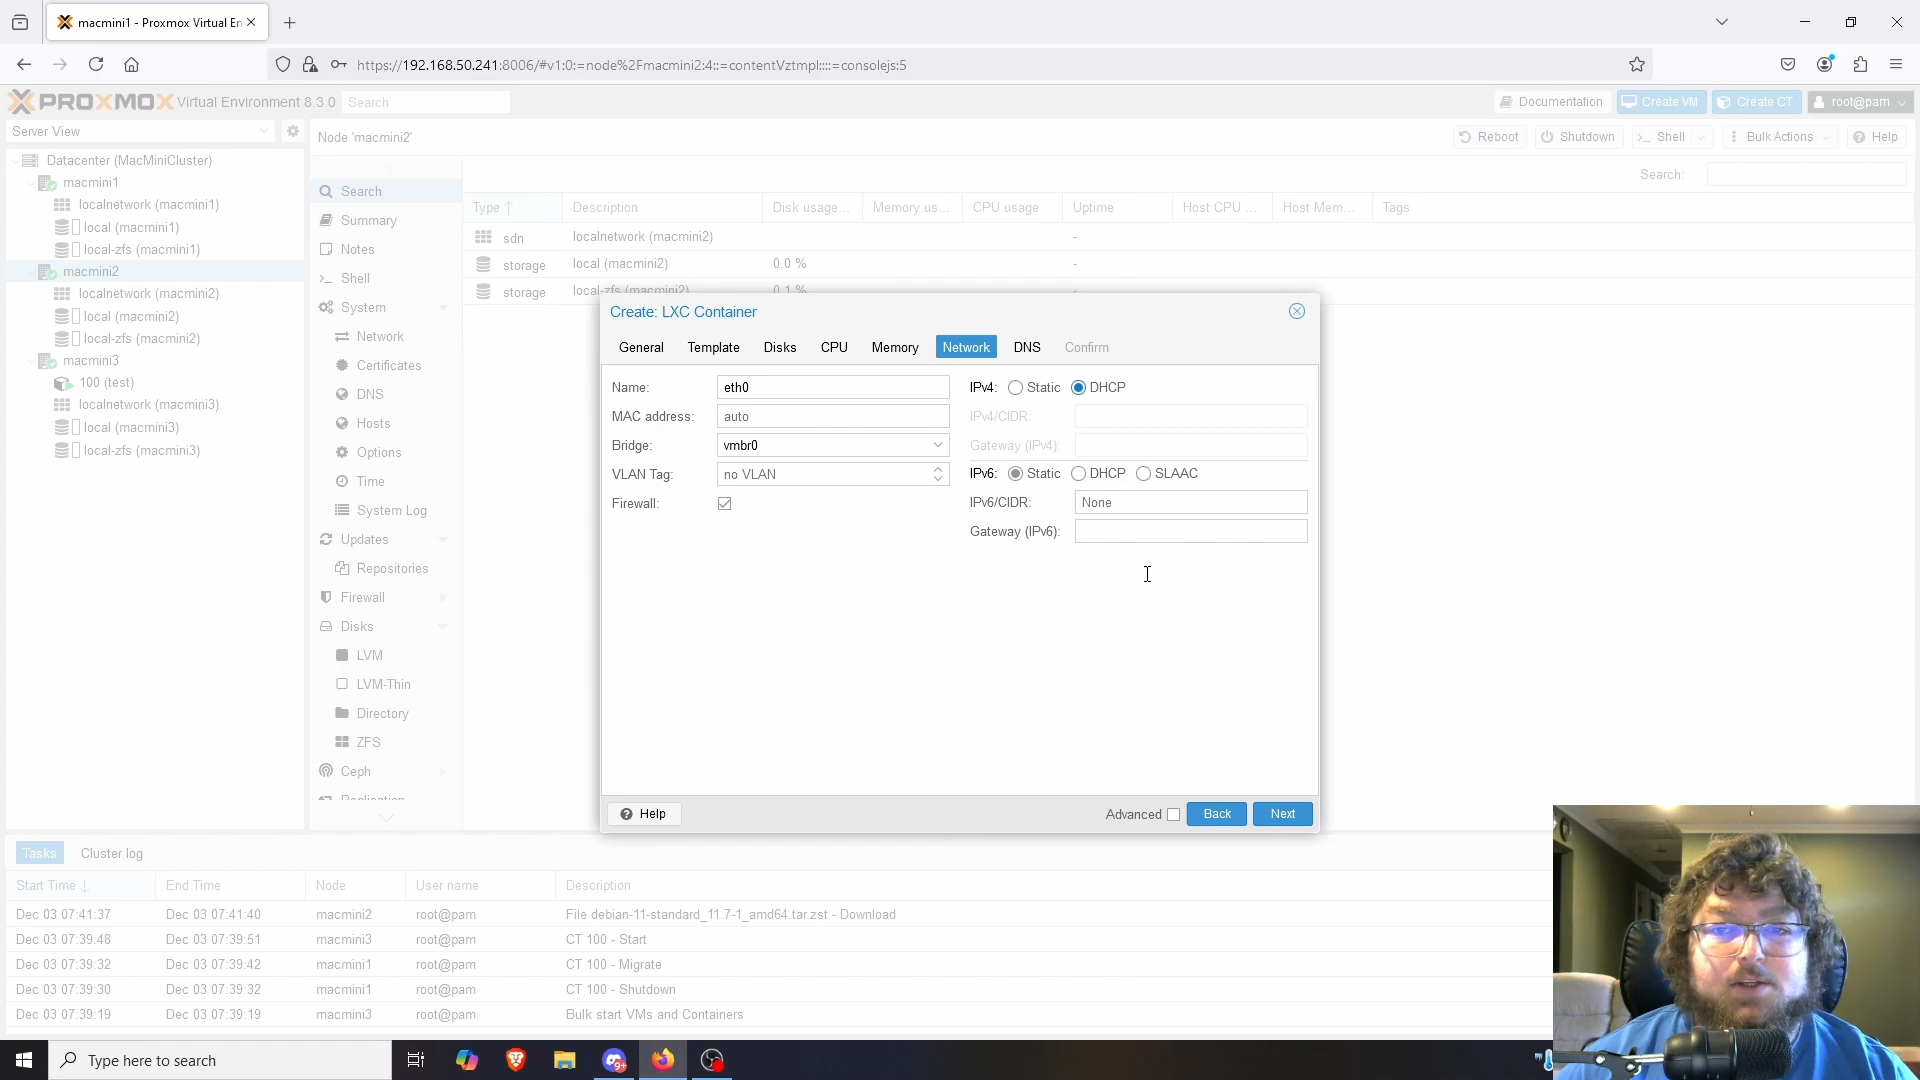 macmini1 - Proxmox Virtual En
https://192.168.50.241:8006/#v1:0:=node%2Fmacmini2:4::=contentVztmpl::::=consolejs:5
PROXMOX Virtual Environment 8.3.0 Search
Documentation Create VM Create CT root@pam
Server View
Node 'macmini2'
Reboot Shutdown >_ Shell Bulk Actions Help
Datacenter (MacMiniCluster)
macmini1
localnetwork (macmini1)
local (macmini1)
local-zfs (macmini1)
macmini2
localnetwork (macmini2)
local (macmini2)
local-zfs (macmini2)
macmini3
100 (test)
localnetwork (macmini3)
local (macmini3)
local-zfs (macmini3)
Search
Summary
Notes
>_ Shell
System
Network
Certificates
DNS
Hosts
Options
Time
System Log
Updates
Repositories
Firewall
Disks
LVM
LVM-Thin
Directory
ZFS
Ceph
Replication
Search:
Type Description Disk usage... Memory us... CPU usage Uptime Host CPU ... Host Mem... Tags
sdn localnetwork (macmini2) -
storage local (macmini2) 0.0 % -
storage local-zfs (macmini2) 0.1 % -
Create: LXC Container
General Template Disks CPU Memory Network DNS Confirm
Name: eth0
MAC address: auto
Bridge: vmbr0
VLAN Tag: no VLAN
Firewall:
IPv4: Static DHCP
IPv4/CIDR:
Gateway (IPv4):
IPv6: Static DHCP SLAAC
IPv6/CIDR: None
Gateway (IPv6):
Help Advanced Back Next
Tasks Cluster log
Start Time End Time Node User name Description
Dec 03 07:41:37 Dec 03 07:41:40 macmini2 root@pam File debian-11-standard_11.7-1_amd64.tar.zst - Download
Dec 03 07:39:48 Dec 03 07:39:51 macmini3 root@pam CT 100 - Start
Dec 03 07:39:32 Dec 03 07:39:42 macmini1 root@pam CT 100 - Migrate
Dec 03 07:39:30 Dec 03 07:39:32 macmini1 root@pam CT 100 - Shutdown
Dec 03 07:39:19 Dec 03 07:39:19 macmini3 root@pam Bulk start VMs and Containers
Type here to search
9+